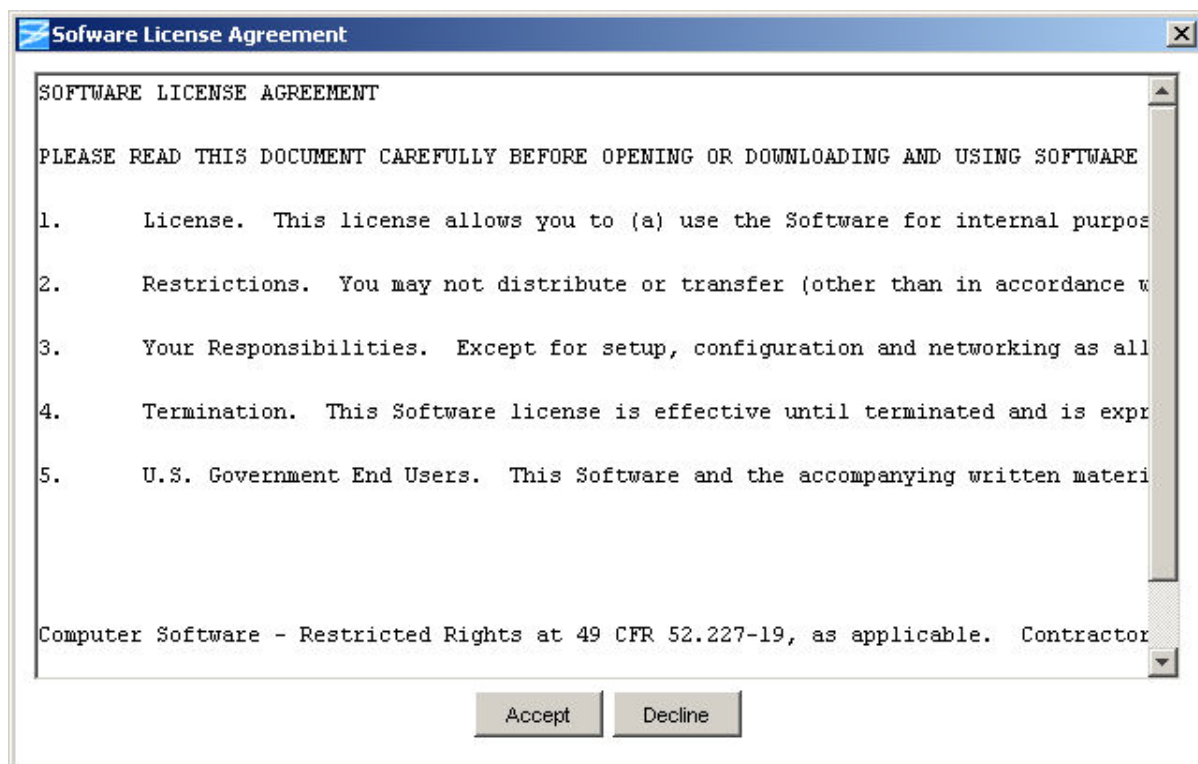 Sofware License Agreement
SOFTWARE LICENSE AGREEMENT
PLEASE READ THIS DOCUMENT CAREFULLY BEFORE OPENING OR DOWNLOADING AND USING SOFTWARE
1. License. This license allows you to (a) use the Software for internal purpos
2. Restrictions. You may not distribute or transfer (other than in accordance w
3. Your Responsibilities. Except for setup, configuration and networking as all
4. Termination. This Software license is effective until terminated and is expr
5. U.S. Government End Users. This Software and the accompanying written materi
Computer Software - Restricted Rights at 49 CFR 52.227-19, as applicable. Contractor
Accept Decline